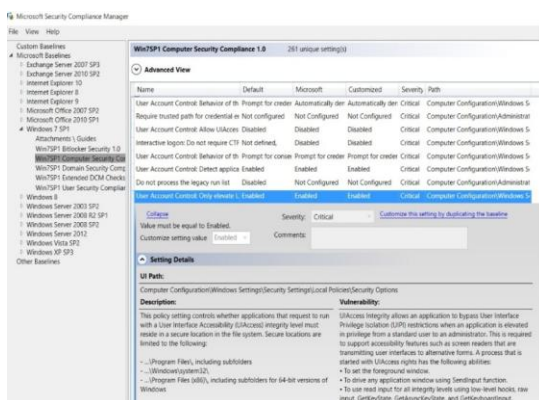 Microsoft Security Compliance Manager
File View Help
Custom Baselines
Microsoft Baselines
Exchange Server 2007 SP3
Exchange Server 2010 SP2
Internet Explorer 10
Internet Explorer 8
Internet Explorer 9
Microsoft Office 2007 SP2
Microsoft Office 2010 SP1
Windows 7 SP1
Attachments \ Guides
Win7SP1 Bitlocker Security 1.0
Win7SP1 Computer Security Co
Win7SP1 Domain Security Comp
Win7SP1 Extended DCM Checks
Win7SP1 User Security Complian
Windows 8
Windows Server 2003 SP2
Windows Server 2008 R2 SP1
Windows Server 2008 SP2
Windows Server 2012
Windows Vista SP2
Windows XP SP3
Other Baselines
Win7SP1 Computer Security Compliance 1.0 261 unique setting(s)
Advanced View
Name Default Microsoft Customized Severity Path
User Account Control: Behavior of th Prompt for creder Automatically den Automatically den Critical Computer Configuration\Windows S
Require trusted path for credential e Not configured Not Configured Not Configured Critical Computer Configuration\Administrat
User Account Control: Allow UIAcces Disabled Disabled Disabled Critical Computer Configuration\Windows S
Interactive logon: Do not require CTF Not defined, Disabled Disabled Critical Computer Configuration\Windows S
User Account Control: Behavior of th Prompt for conse Prompt for creder Prompt for creder Critical Computer Configuration\Windows S
User Account Control: Detect applica Enabled Enabled Enabled Critical Computer Configuration\Windows S
Do not process the legacy run list Disabled Not Configured Not Configured Critical Computer Configuration\Administrat
User Account Control: Only elevate Enabled Enabled Enabled Critical Computer Configuration\Windows S
Collapse Severity: Critical Customize this setting by duplicating the baseline
Value must be equal to Enabled.
Customize setting value Enabled Comments:
Setting Details
UI Path:
Computer Configuration\Windows Settings\Security Settings\Local Policies\Security Options
Description:
This policy setting controls whether applications that request to run
with a User Interface Accessibility (UIAccess) integrity level must
reside in a secure location in the file system. Secure locations are
limited to the following:
- ...\Program Files\, including subfolders
- ...\Windows\system32\
- ...\Program Files (x86)\, including subfolders for 64-bit versions of
Windows
Vulnerability:
UIAccess Integrity allows an application to bypass User Interface
Privilege Isolation (UIPI) restrictions when an application is elevated
in privilege from a standard user to an administrator. This is required
to support accessibility features such as screen readers that are
transmitting user interfaces to alternative forms. A process that is
started with UIAccess rights has the following abilities:
• To set the foreground window.
• To drive any application window using SendInput function.
• To use read input for all integrity levels using low-level hooks, raw
input, GetKeyState, GetAsyncKeyState, and GetKeyboardInput.